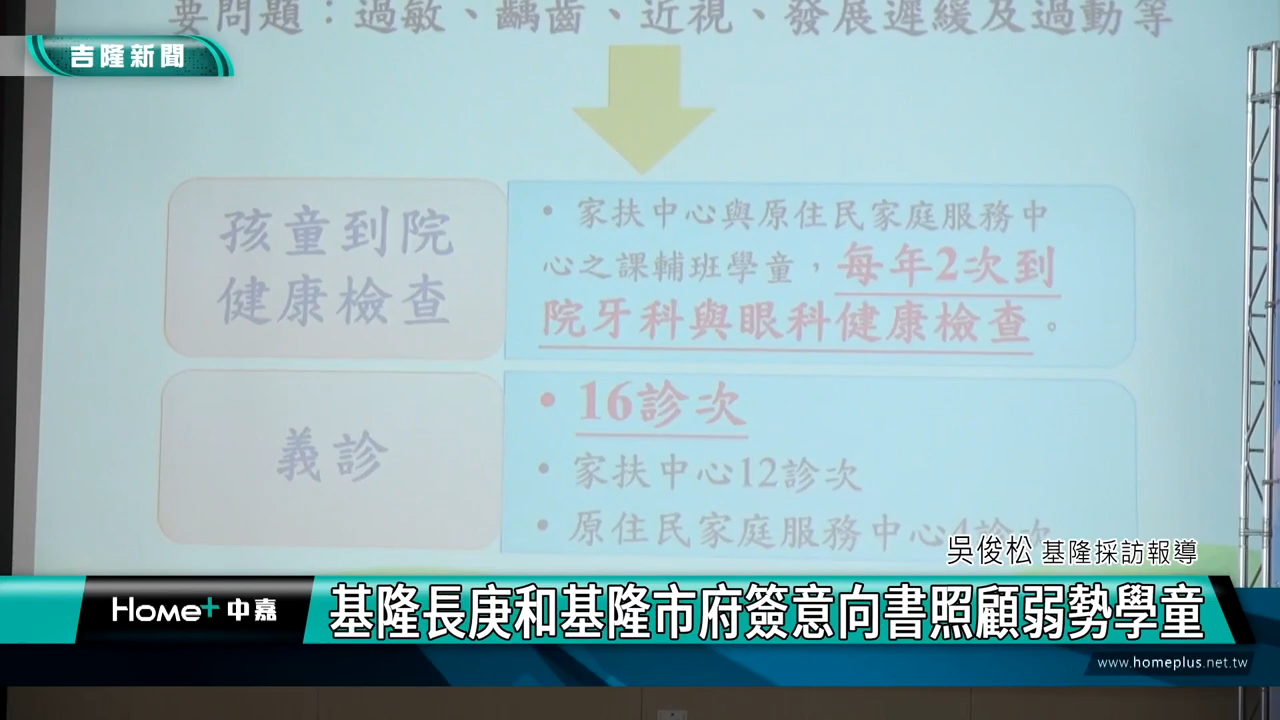 要問題：過敏、齲齒、近視、發展遲緩及過動等
吉隆新聞
孩童到院
健康檢查
• 家扶中心與原住民家庭服務中
心之課輔班學童，每年2次到
院牙科與眼科健康檢查。
義診
• 16診次
• 家扶中心12診次
• 原住民家庭服務中心4診次
吳俊松 基隆採訪報導
Home+ 中嘉
基隆長庚和基隆市府簽意向書照顧弱勢學童
www.homeplus.net.tw